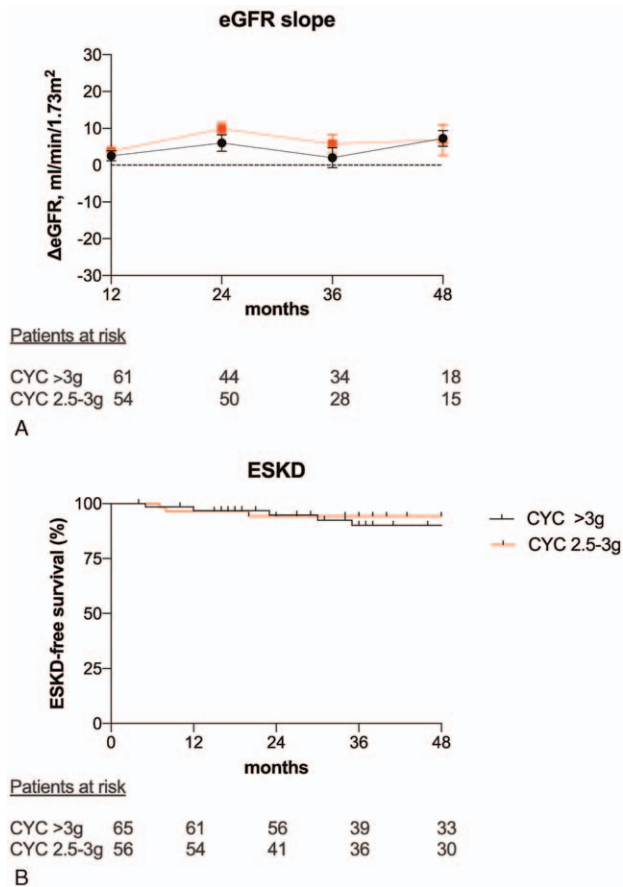 eGFR slope
ΔeGFR, ml/min/1.73m²
30
20
10
0
-10
-20
-30
12 24 36 48
months
Patients at risk
CYC >3g 61 44 34 18
CYC 2.5-3g 54 50 28 15
A
ESKD
ESKD-free survival (%)
100
75
50
25
0
0 12 24 36 48
months
CYC >3g
CYC 2.5-3g
Patients at risk
CYC >3g 65 61 56 39 33
CYC 2.5-3g 56 54 41 36 30
B